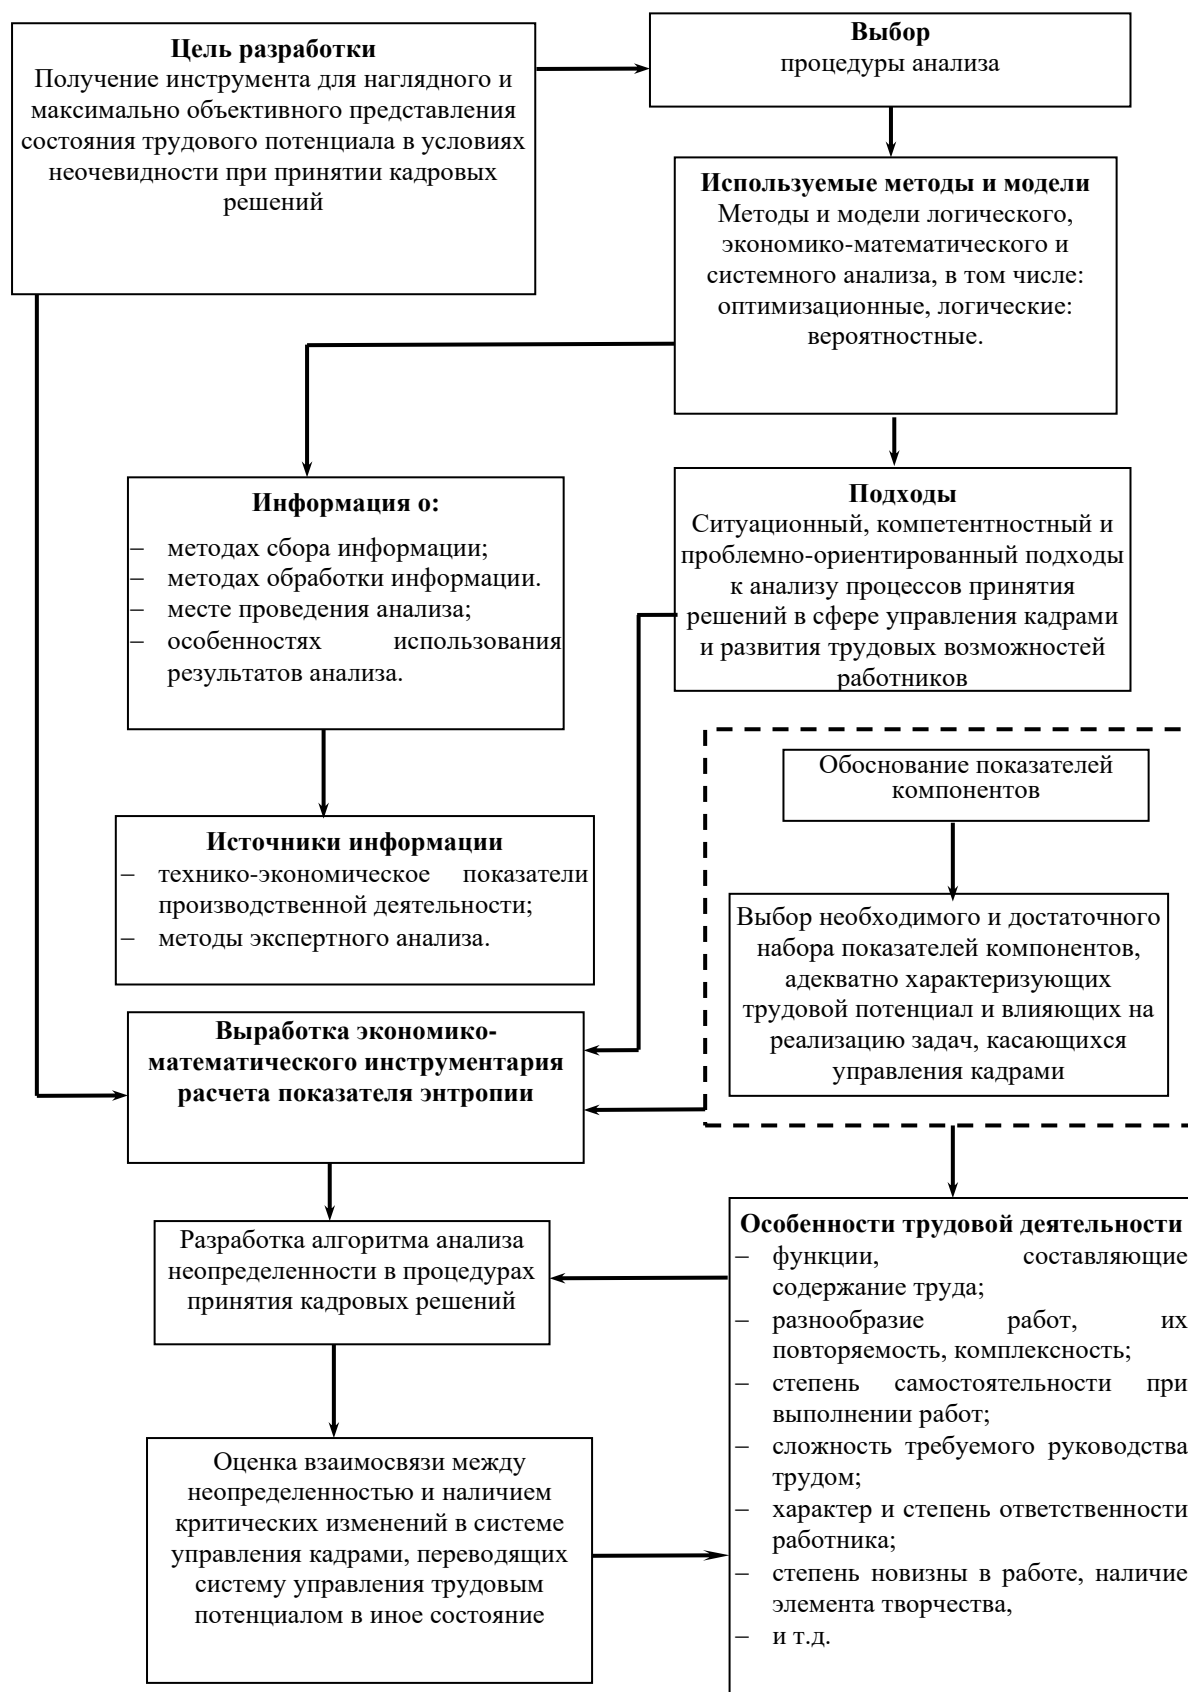 Цель разработки
Получение инструмента для наглядного и
максимально объективного представления
состояния трудового потенциала в условиях
неочевидности при принятии кадровых
решений
Выбор
процедуры анализа
Используемые методы и модели
Методы и модели логического,
экономико-математического и
системного анализа, в том числе:
оптимизационные, логические:
вероятностные.
Информация о:
– методах сбора информации;
– методах обработки информации.
– месте проведения анализа;
– особенностях использования
результатов анализа.
Подходы
Ситуационный, компетентностный и
проблемно-ориентированный подходы
к анализу процессов принятия
решений в сфере управления кадрами
и развития трудовых возможностей
работников
Обоснование показателей
компонентов
Источники информации
– технико-экономическое показатели
производственной деятельности;
– методы экспертного анализа.
Выбор необходимого и достаточного
набора показателей компонентов,
адекватно характеризующих
трудовой потенциал и влияющих на
реализацию задач, касающихся
управления кадрами
Выработка экономико-
математического инструментария
расчета показателя энтропии
Разработка алгоритма анализа
неопределенности в процедурах
принятия кадровых решений
Особенности трудовой деятельности
– функции, составляющие
содержание труда;
– разнообразие работ, их
повторяемость, комплексность;
– степень самостоятельности при
выполнении работ;
– сложность требуемого руководства
трудом;
– характер и степень ответственности
работника;
– степень новизны в работе, наличие
элемента творчества,
– и т.д.
Оценка взаимосвязи между
неопределенностью и наличием
критических изменений в системе
управления кадрами, переводящих
систему управления трудовым
потенциалом в иное состояние